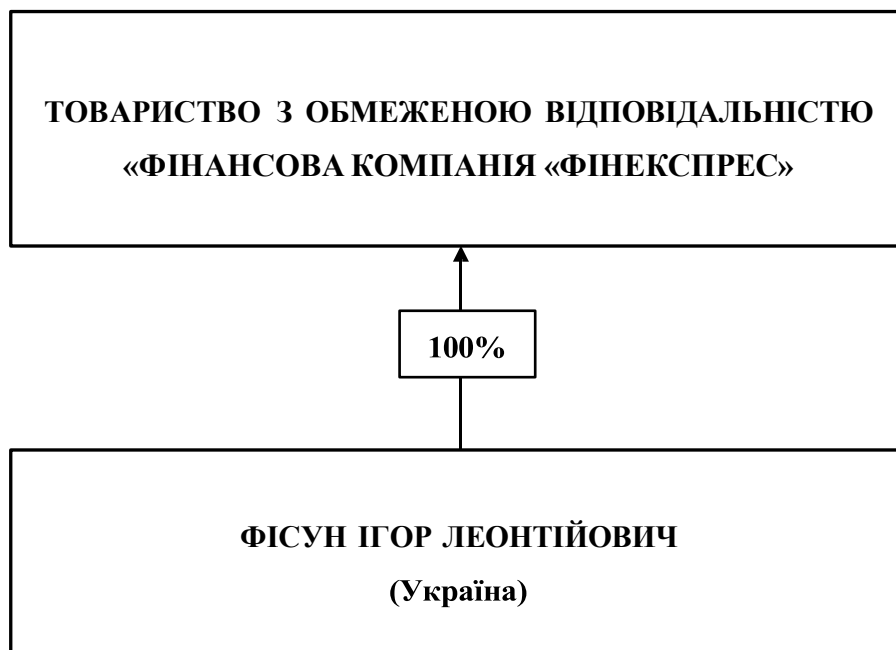 ТОВАРИСТВО З ОБМЕЖЕНОЮ ВІДПОВІДАЛЬНІСТЮ
«ФІНАНСОВА КОМПАНІЯ «ФІНЕКСПРЕС»
100%
ФІСУН ІГОР ЛЕОНТІЙОВИЧ
(Україна)